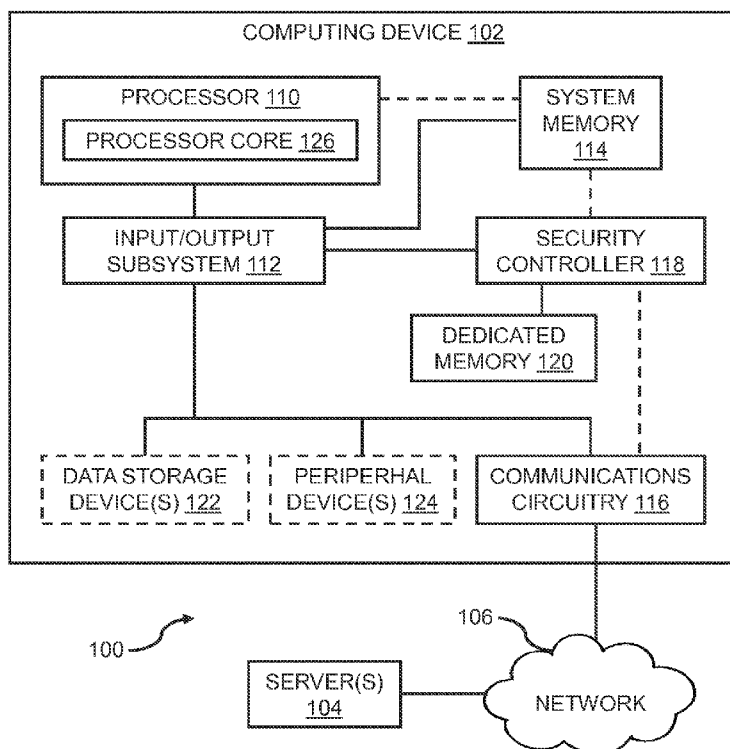 COMPUTING DEVICE 102
PROCESSOR 110
PROCESSOR CORE 126
SYSTEM
MEMORY
114
INPUT/OUTPUT
SUBSYSTEM 112
SECURITY
CONTROLLER 118
DEDICATED
MEMORY 120
DATA STORAGE
DEVICE(S) 122
PERIPERHAL
DEVICE(S) 124
COMMUNICATIONS
CIRCUITRY 116
100
106
SERVER(S)
104
NETWORK